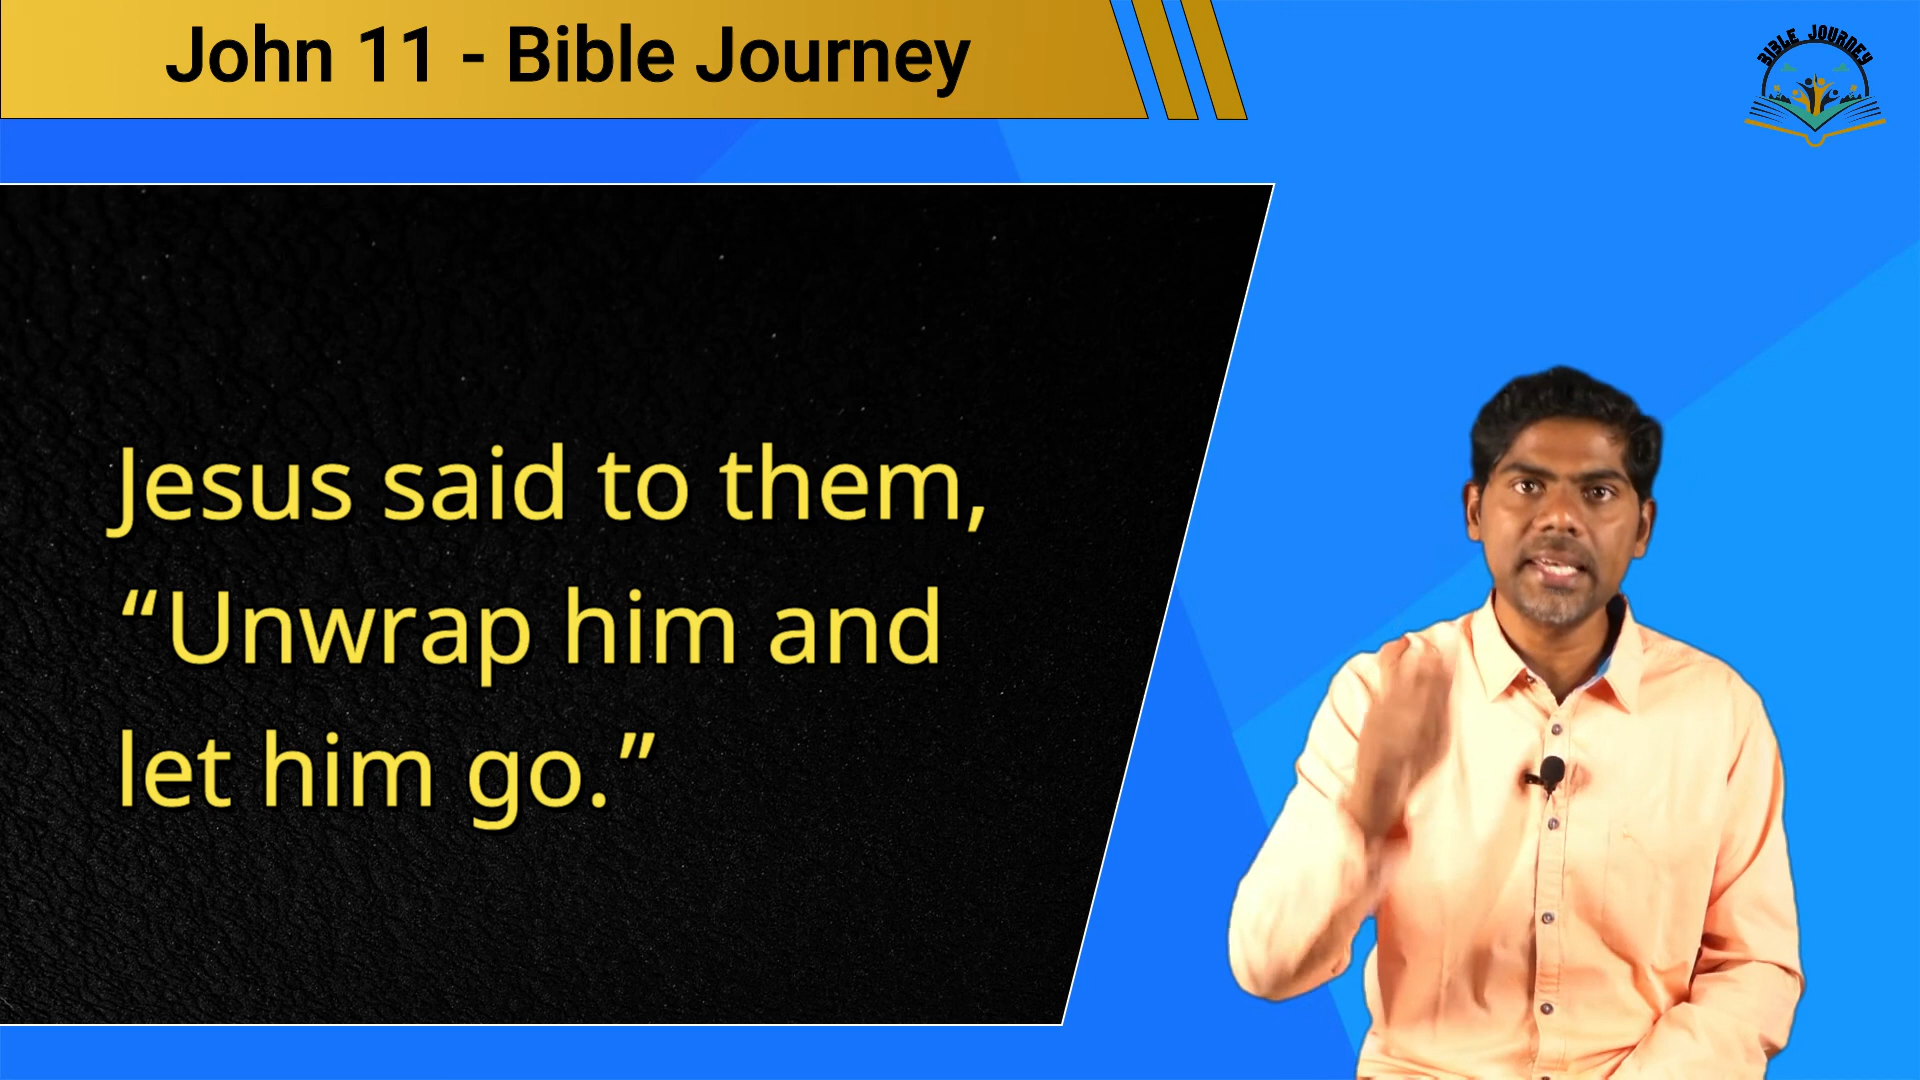 John 11 - Bible Journey
BIBLE JOURNEY
Jesus said to them,
“Unwrap him and
let him go.”